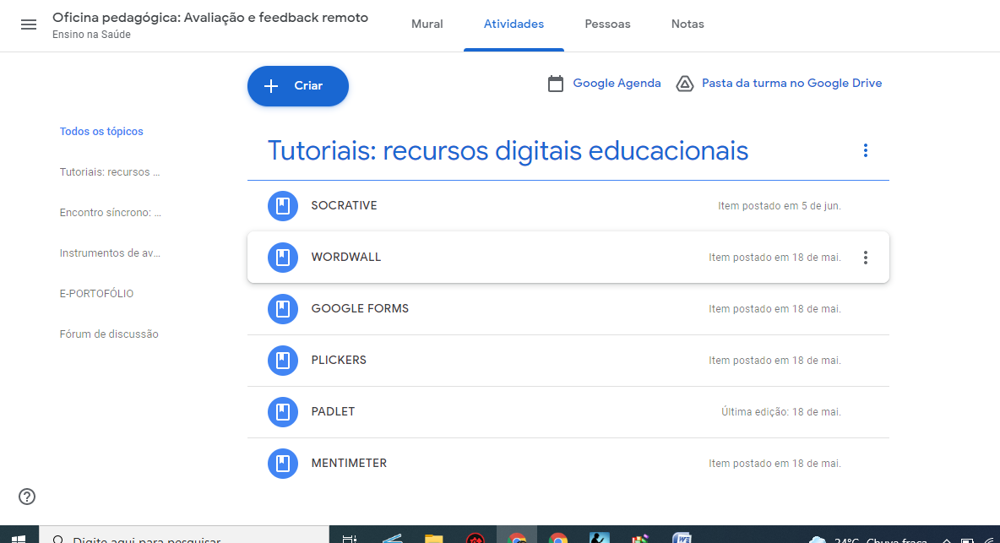 Oficina pedagógica: Avaliação e feedback remoto
Ensino na Saúde
Mural
Atividades
Pessoas
Notas
Criar
Google Agenda
Pasta da turma no Google Drive
Todos os tópicos
Tutoriais: recursos ...
Encontro síncrono: ...
Instrumentos de av...
E-PORTOFÓLIO
Fórum de discussão
Tutoriais: recursos digitais educacionais
SOCRATIVE
Item postado em 5 de jun.
WORDWALL
Item postado em 18 de mai.
GOOGLE FORMS
Item postado em 18 de mai.
PLICKERS
Item postado em 18 de mai.
PADLET
Última edição: 18 de mai.
MENTIMETER
Item postado em 18 de mai.
Digite aqui para pesquisar
24°C Chuva fraca